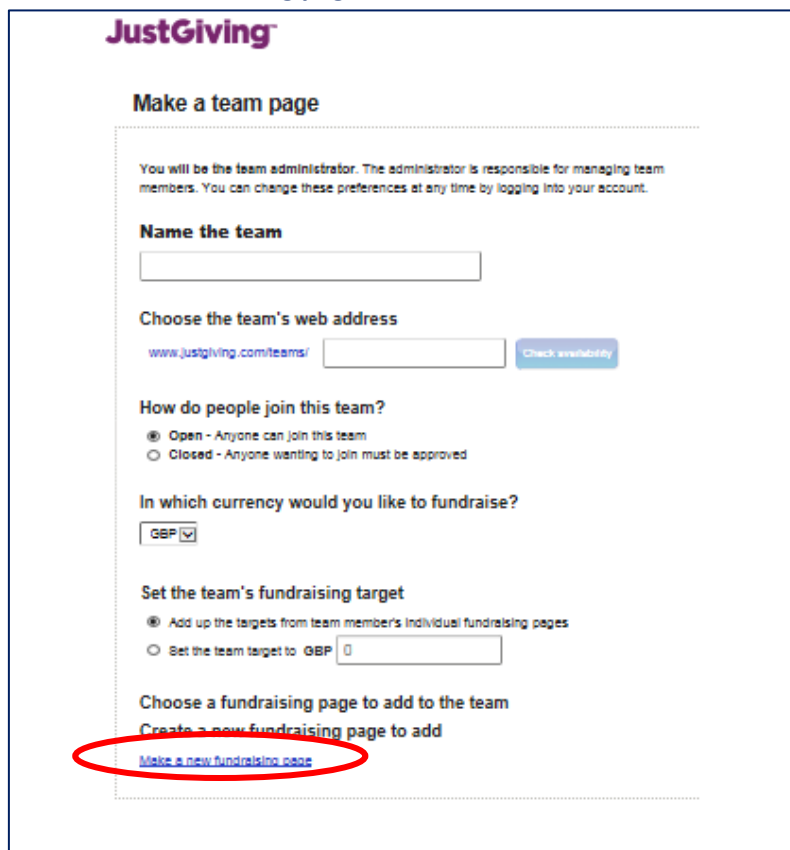 JustGiving™
Make a team page
You will be the team administrator. The administrator is responsible for managing team
members. You can change these preferences at any time by logging into your account.
Name the team
Choose the team's web address
www.justgiving.com/teams/
Check availability
How do people join this team?
Open - Anyone can join this team
Closed - Anyone wanting to join must be approved
In which currency would you like to fundraise?
GBP
Set the team's fundraising target
Add up the targets from team member's individual fundraising pages
Set the team target to GBP 0
Choose a fundraising page to add to the team
Create a new fundraising page to add
Make a new fundraising page